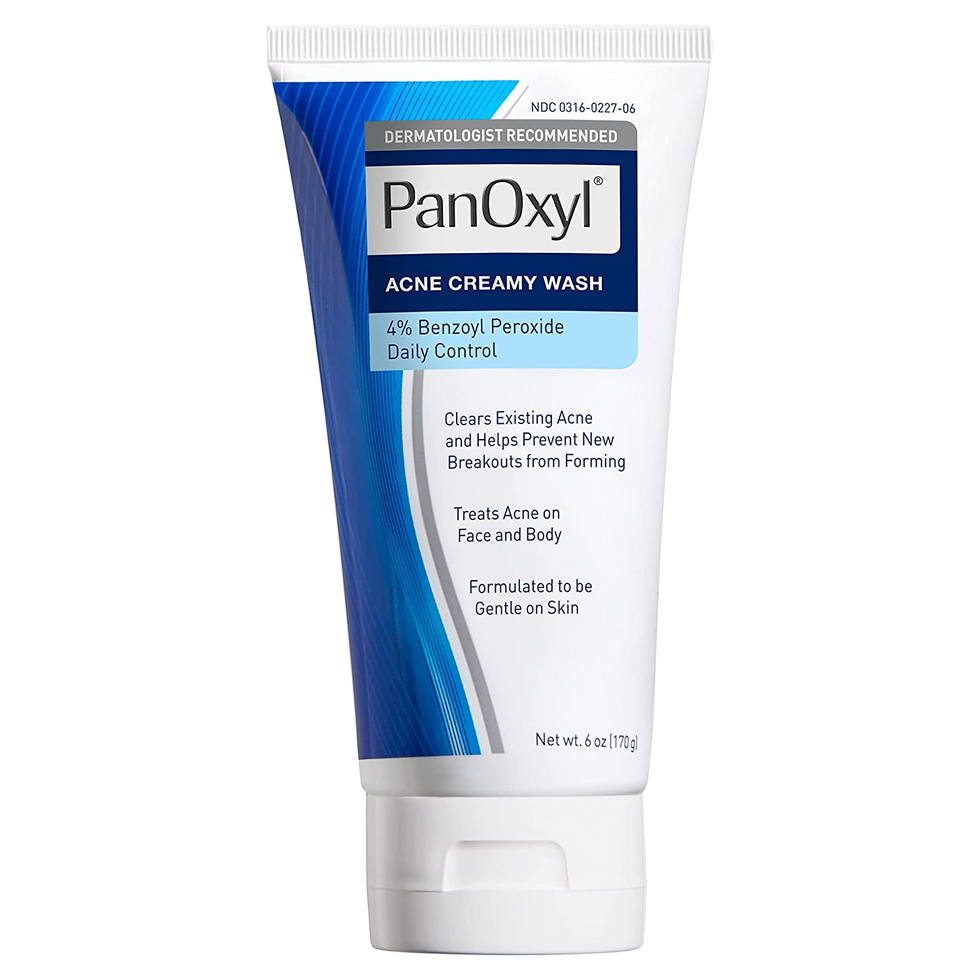 NDC 0316-0227-06
DERMATOLOGIST RECOMMENDED
PanOxyl®
ACNE CREAMY WASH
4% Benzoyl Peroxide
Daily Control
Clears Existing Acne
and Helps Prevent New
Breakouts from Forming
Treats Acne on
Face and Body
Formulated to be
Gentle on Skin
Net wt. 6 oz (170g)